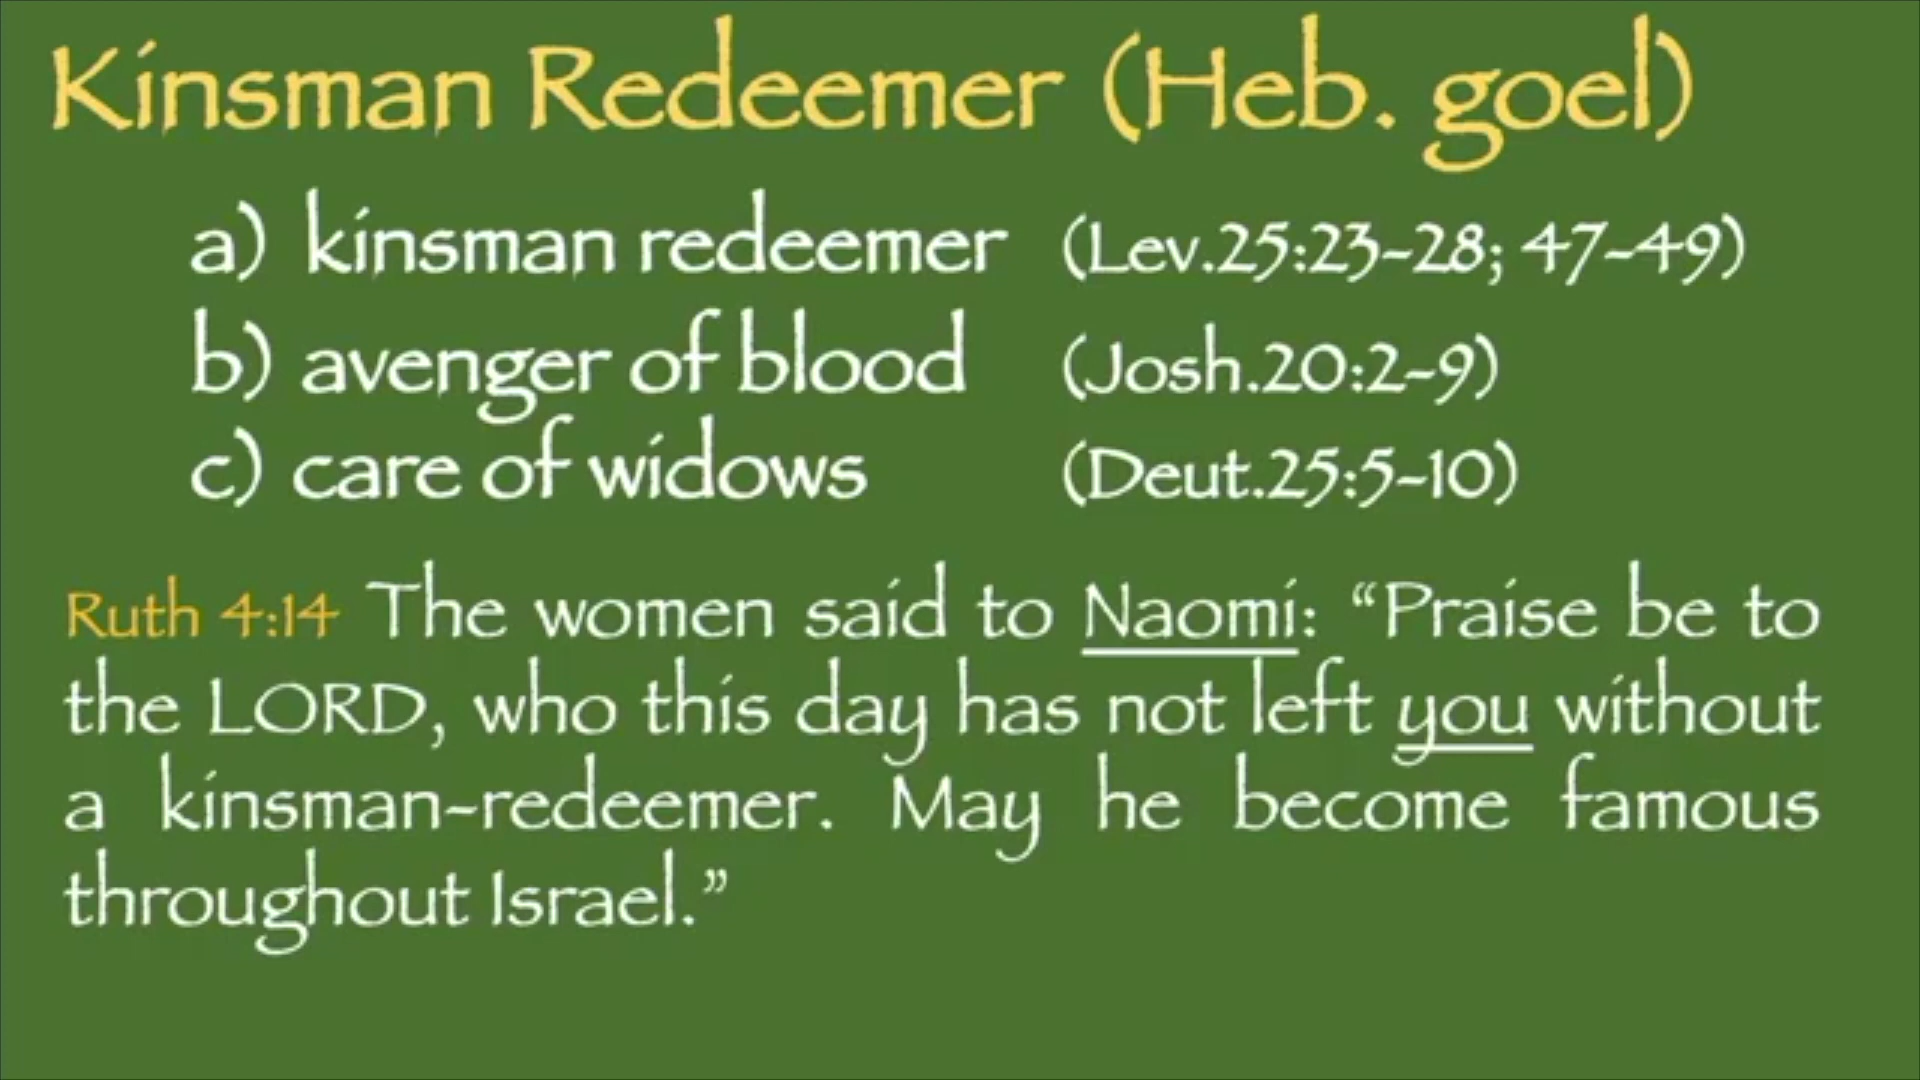 Kinsman Redeemer (Heb. goel)
a) kinsman redeemer (Lev.25:23-28; 47-49)
b) avenger of blood (Josh.20:2-9)
c) care of widows (Deut.25:5-10)
Ruth 4:14 The women said to Naomi: “Praise be to
the LORD, who this day has not left you without
a kinsman-redeemer. May he become famous
throughout Israel.”